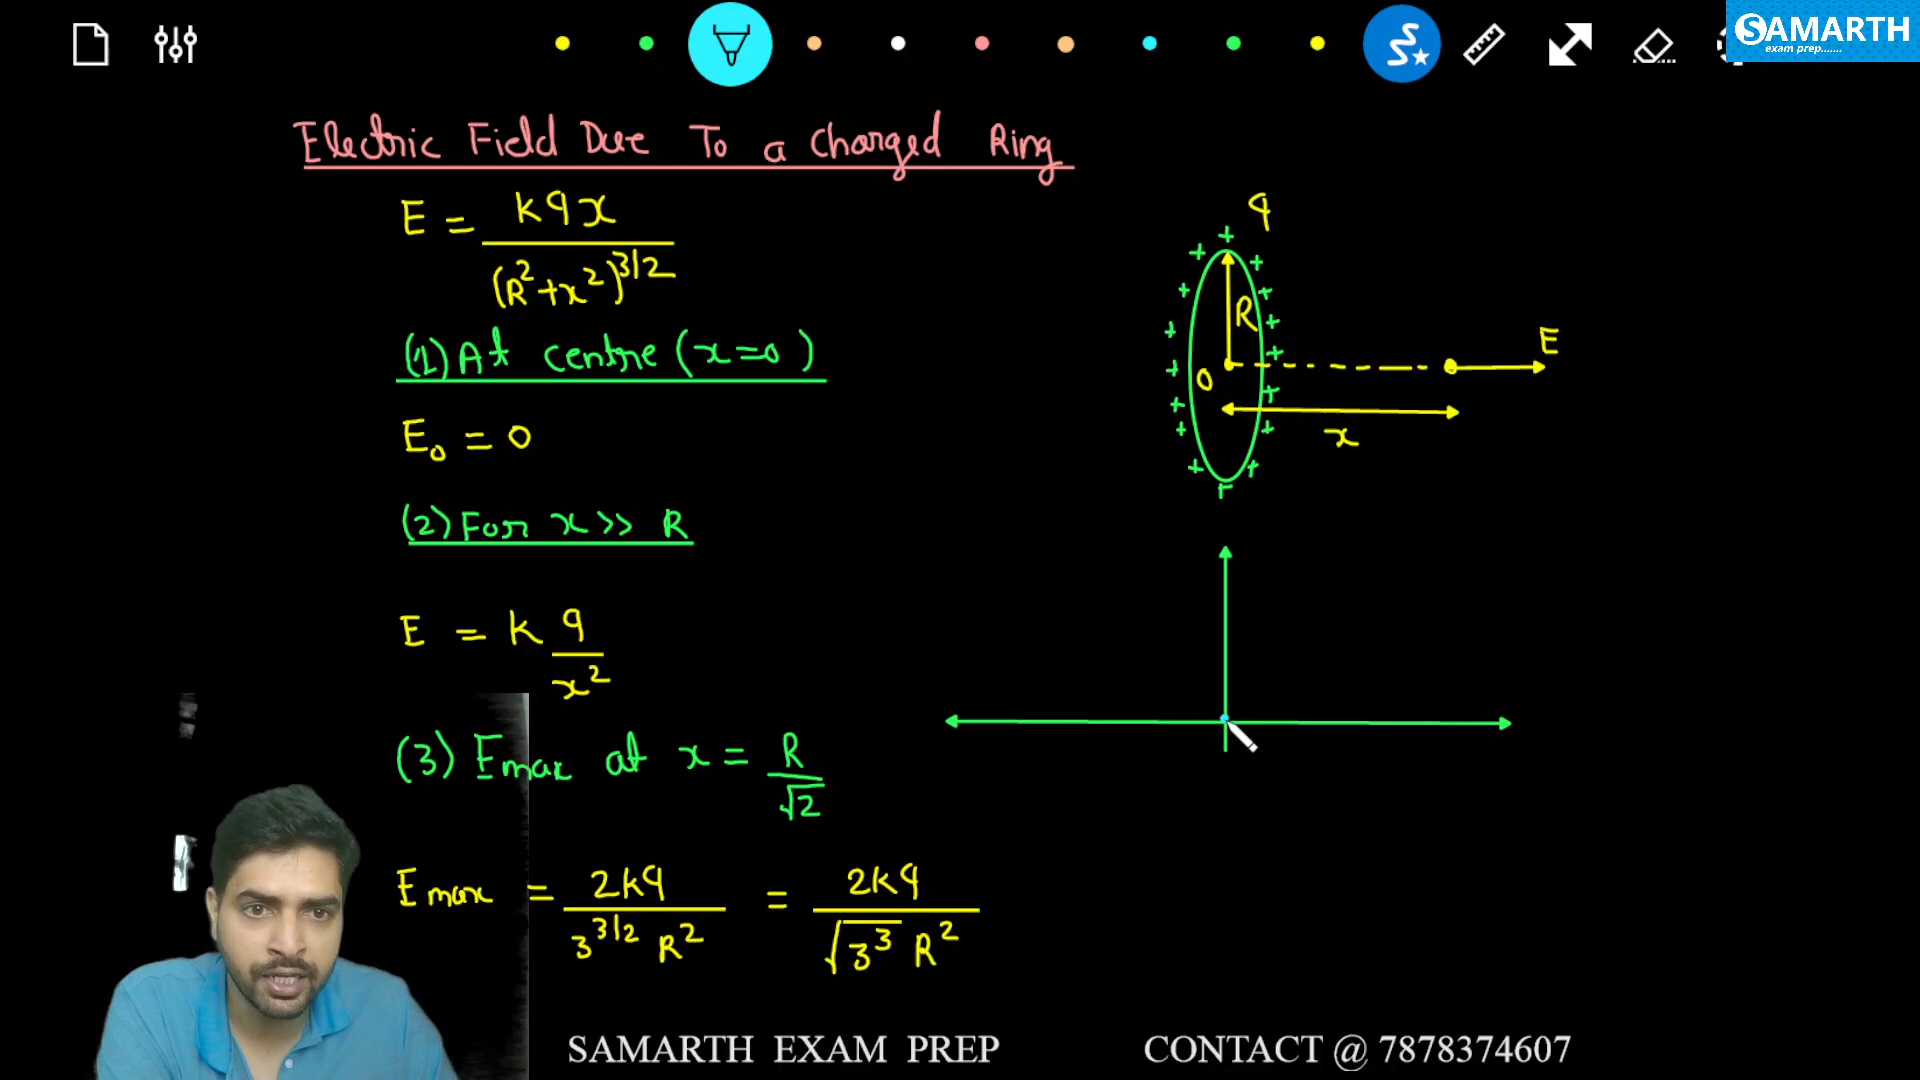 SAMARTH
exam prep.......
Electric Field Due To a Charged Ring
E = kqx / (R²+x²)^3/2
q
R
O
E
x
(1) At centre (x=0)
E₀ = 0
(2) For x >> R
E = k q / x²
(3) Emax at x = R / √2
Emax = 2kq / 3^3/2 R² = 2kq / √3³ R²
SAMARTH EXAM PREP CONTACT @ 7878374607